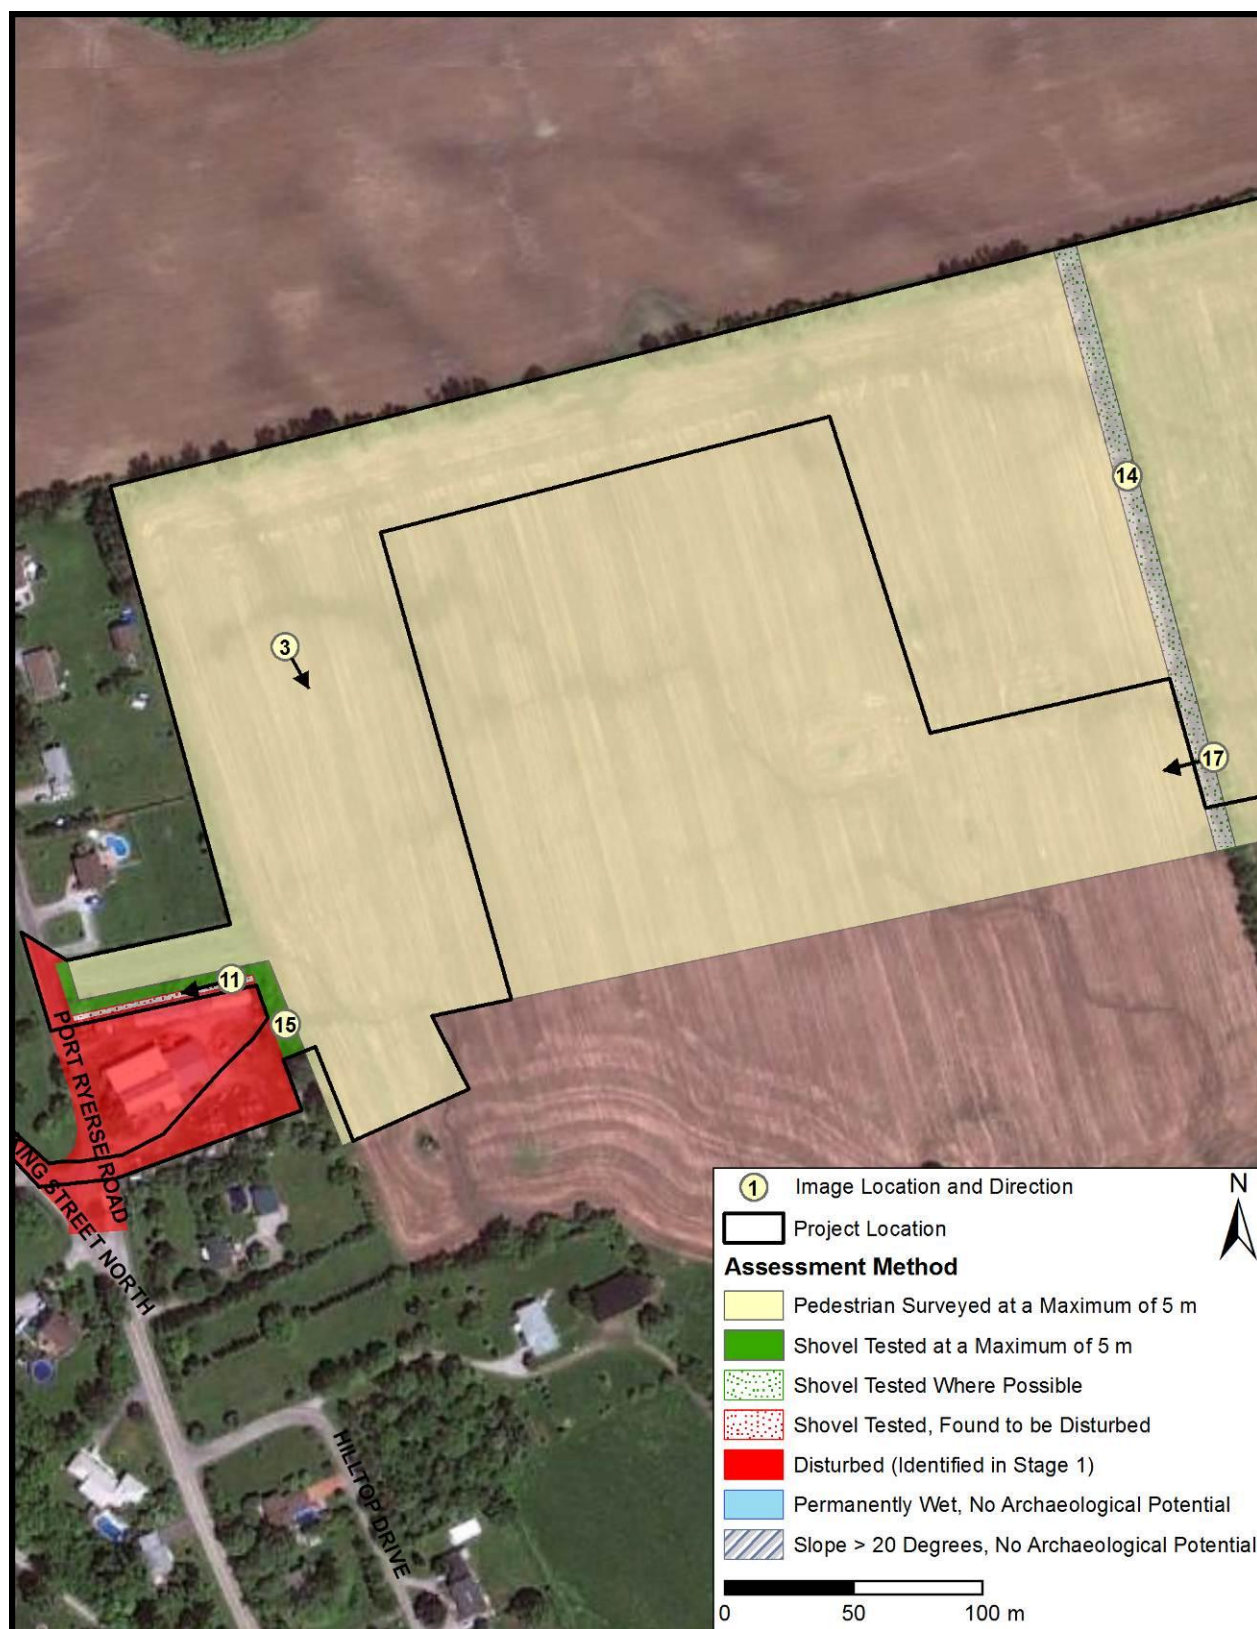 14
3
17
11
15
PORT RYERSE ROAD
KING STREET NORTH
HILLTOP DRIVE
1 Image Location and Direction
N
Project Location
Assessment Method
Pedestrian Surveyed at a Maximum of 5 m
Shovel Tested at a Maximum of 5 m
Shovel Tested Where Possible
Shovel Tested, Found to be Disturbed
Disturbed (Identified in Stage 1)
Permanently Wet, No Archaeological Potential
Slope > 20 Degrees, No Archaeological Potential
0 50 100 m